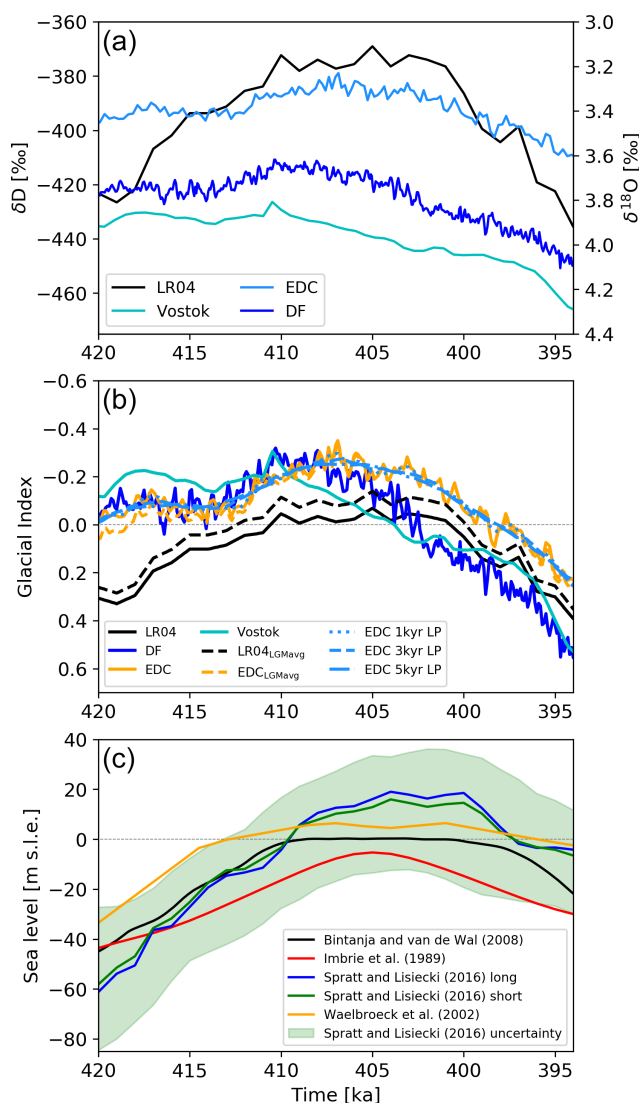 (a)
δD [‰]
δ18O [‰]
−360
−380
−400
−420
−440
−460
3.0
3.2
3.4
3.6
3.8
4.0
4.2
4.4
LR04
Vostok
EDC
DF
420 415 410 405 400 395
(b)
Glacial Index
−0.6
−0.4
−0.2
0.0
0.2
0.4
0.6
LR04
DF
EDC
Vostok
LR04LGMavg
EDCLGMavg
EDC 1kyr LP
EDC 3kyr LP
EDC 5kyr LP
420 415 410 405 400 395
(c)
Sea level [m s.l.e.]
40
20
0
−20
−40
−60
−80
Bintanja and van de Wal (2008)
Imbrie et al. (1989)
Spratt and Lisiecki (2016) long
Spratt and Lisiecki (2016) short
Waelbroeck et al. (2002)
Spratt and Lisiecki (2016) uncertainty
420 415 410 405 400 395
Time [ka]